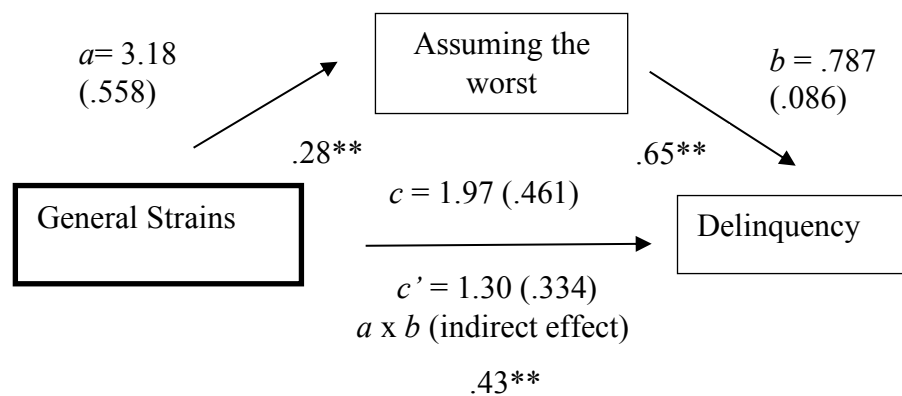 a= 3.18
(.558)
Assuming the
worst
b = .787
(.086)
.28**
.65**
General Strains
c = 1.97 (.461)
Delinquency
c’ = 1.30 (.334)
a x b (indirect effect)
.43**